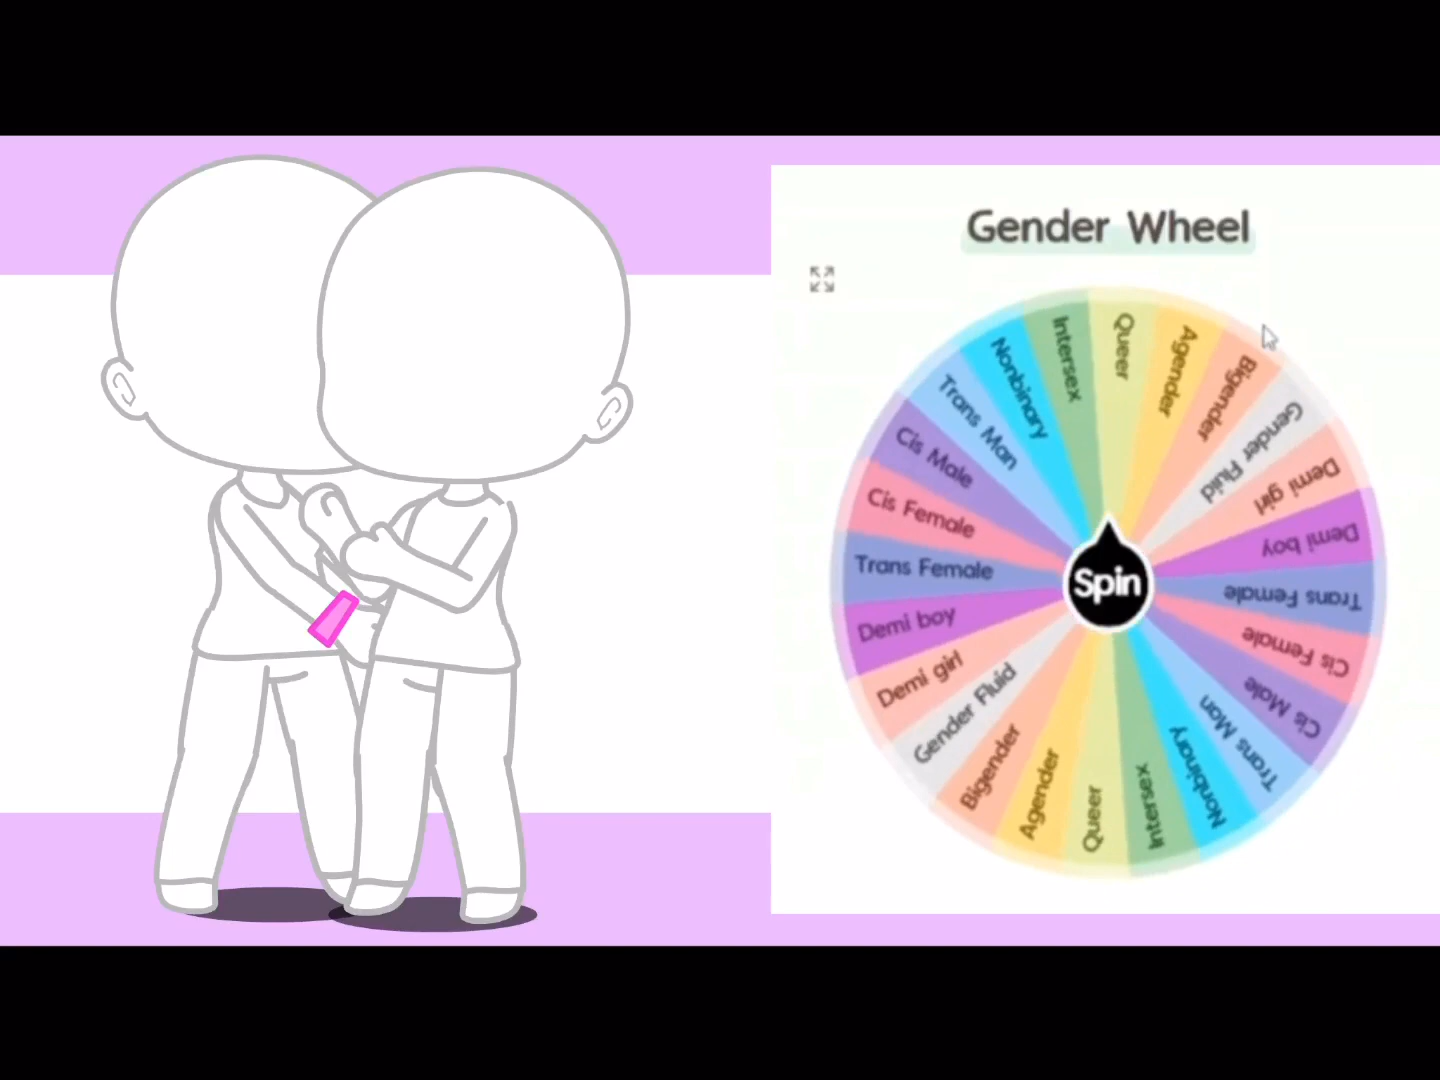 Gender Wheel
Queer
Agender
Bigender
Gender Fluid
Demi girl
Demi boy
Trans Female
Cis Female
Cis Male
Trans Man
Nonbinary
Intersex
Queer
Agender
Bigender
Gender Fluid
Demi girl
Demi boy
Trans Female
Cis Female
Cis Male
Trans Man
Nonbinary
Intersex
Spin